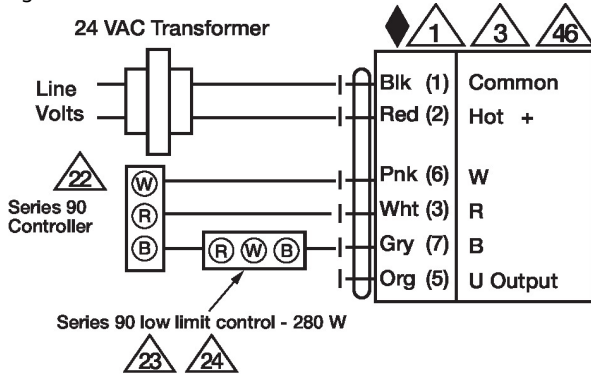 24 VAC Transformer
1 3 46
Line
Volts
Blk (1) Common
Red (2) Hot +
22
Series 90
Controller
W
R
B
R W B
Pnk (6) W
Wht (3) R
Gry (7) B
Org (5) U Output
Series 90 low limit control - 280 W
23 24